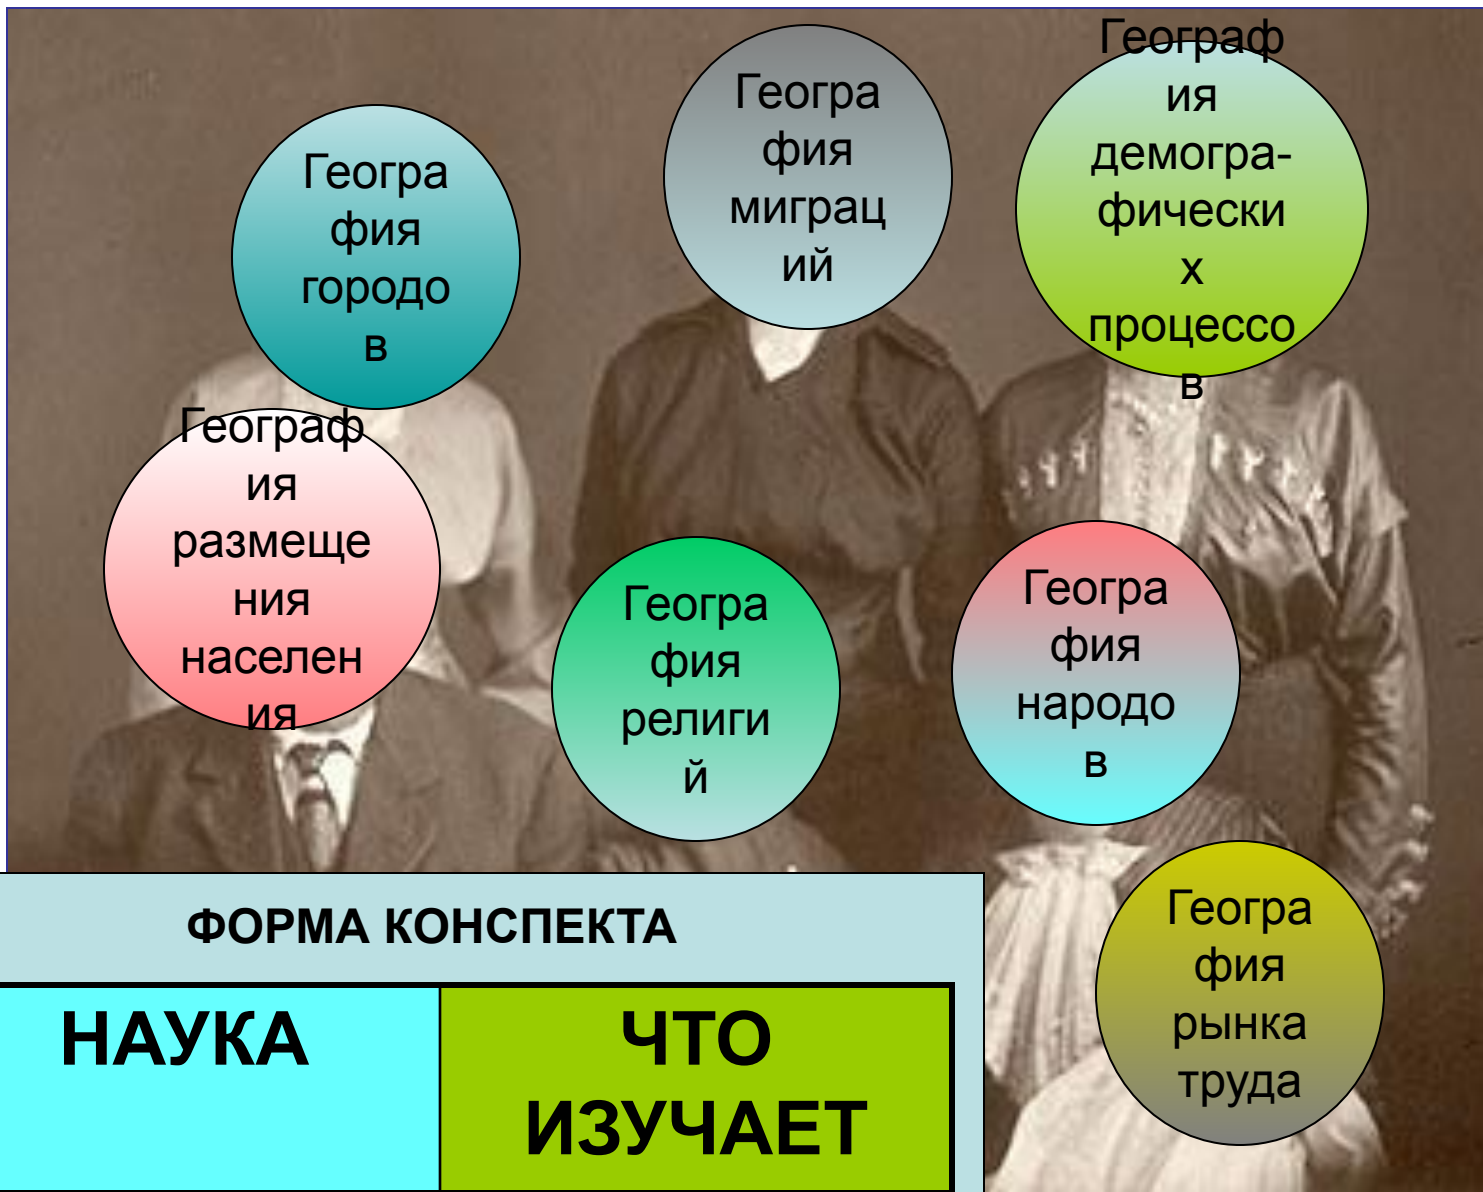 Геогра
фия
городо
в
Геогра
фия
миграц
ий
Географ
ия
демогра-
фически
х
процессо
в
Географ
ия
размеще
ния
населен
ия
Геогра
фия
религи
й
Геогра
фия
народо
в
Геогра
фия
рынка
труда
ФОРМА КОНСПЕКТА
НАУКА
ЧТО
ИЗУЧАЕТ